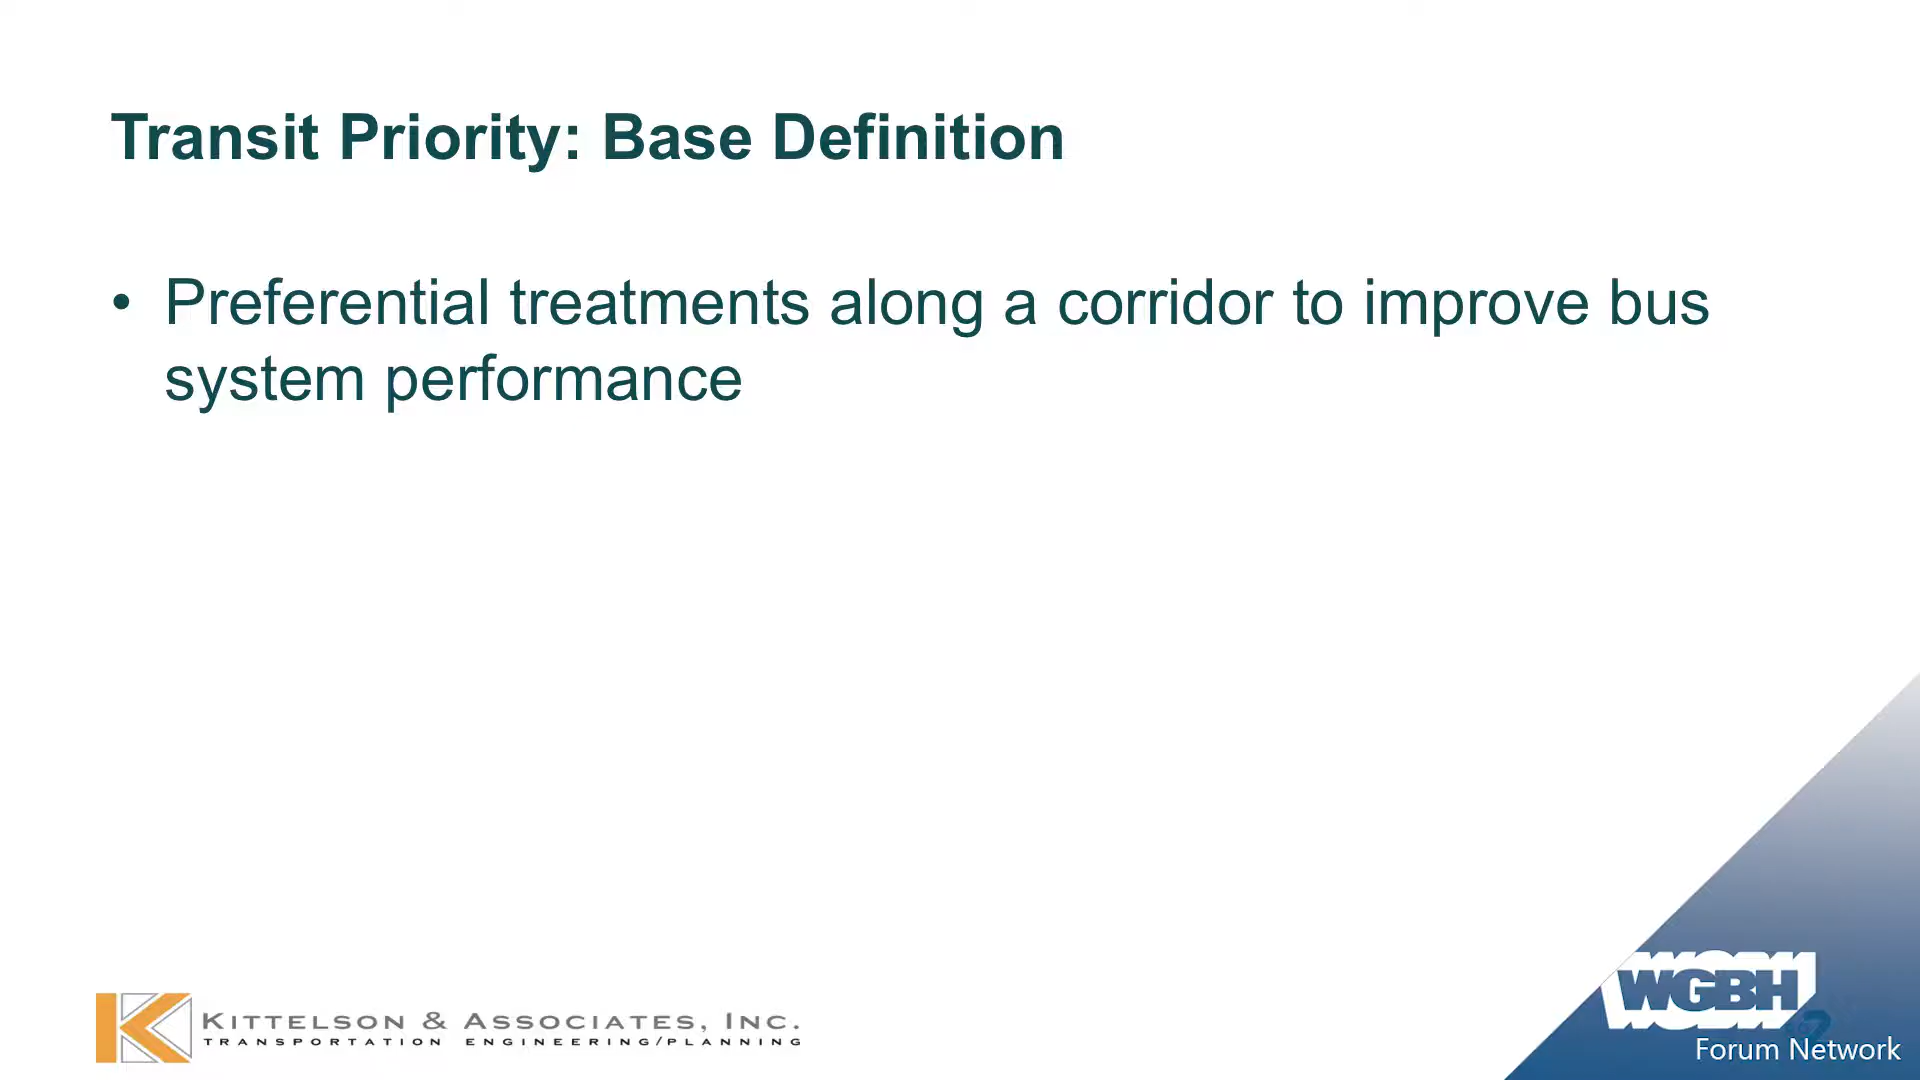 Transit Priority: Base Definition
• Preferential treatments along a corridor to improve bus
system performance
KITTELSON & ASSOCIATES, INC.
TRANSPORTATION ENGINEERING/PLANNING
WGBH
Forum Network